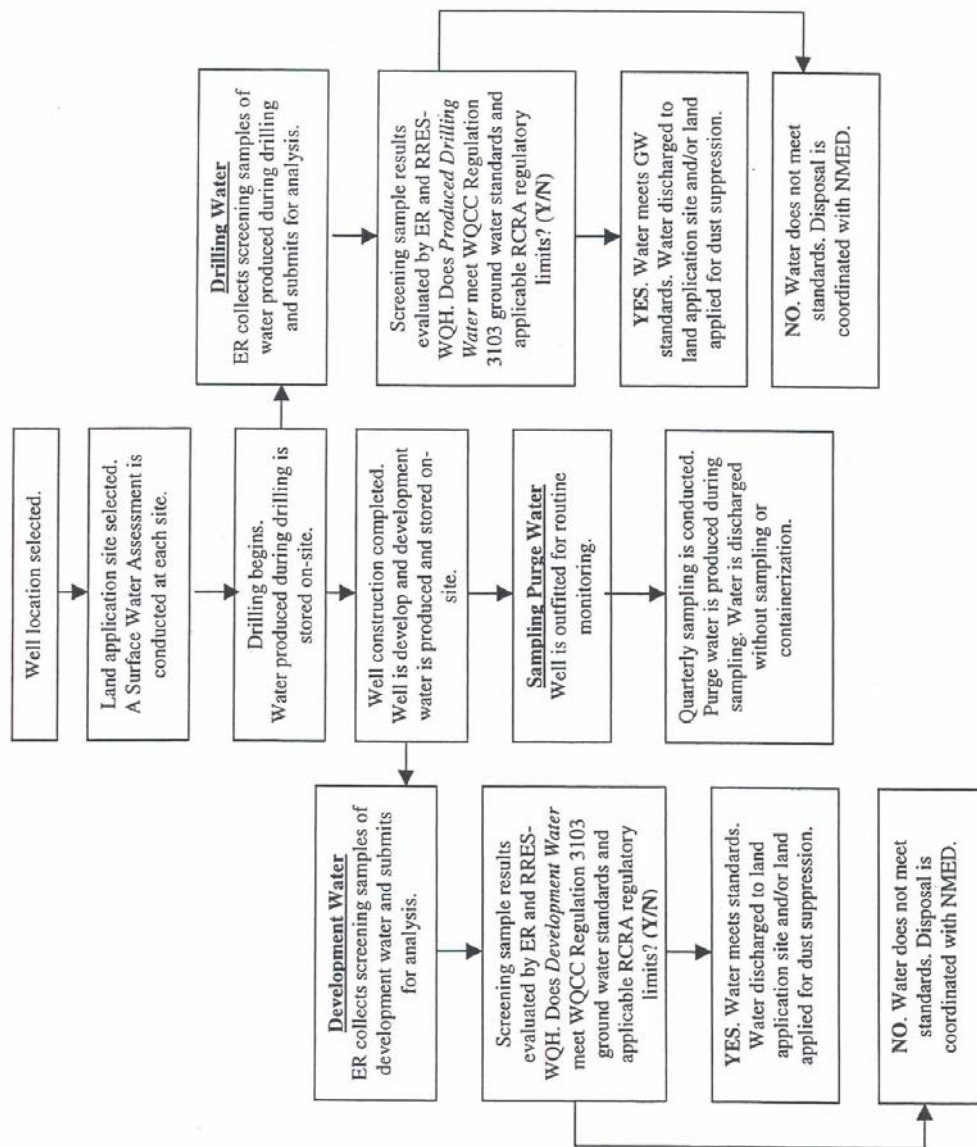 Well location selected.
Land application site selected.
A Surface Water Assessment is
conducted at each site.
Drilling begins.
Water produced during drilling is
stored on-site.
Well construction completed.
Well is develop and development
water is produced and stored on-
site.
Sampling Purge Water
Well is outfitted for routine
monitoring.
Quarterly sampling is conducted.
Purge water is produced during
sampling. Water is discharged
without sampling or
containerization.
Drilling Water
ER collects screening samples of
water produced during drilling
and submits for analysis.
Screening sample results
evaluated by ER and RRES-
WQH. Does Produced Drilling
Water meet WQCC Regulation
3103 ground water standards and
applicable RCRA regulatory
limits? (Y/N)
YES. Water meets GW
standards. Water discharged to
land application site and/or land
applied for dust suppression.
NO. Water does not meet
standards. Disposal is
coordinated with NMED.
Development Water
ER collects screening samples of
development water and submits
for analysis.
Screening sample results
evaluated by ER and RRES-
WQH. Does Development Water
meet WQCC Regulation 3103
ground water standards and
applicable RCRA regulatory
limits? (Y/N)
YES. Water meets standards.
Water discharged to land
application site and/or land
applied for dust suppression.
NO. Water does not meet
standards. Disposal is
coordinated with NMED.